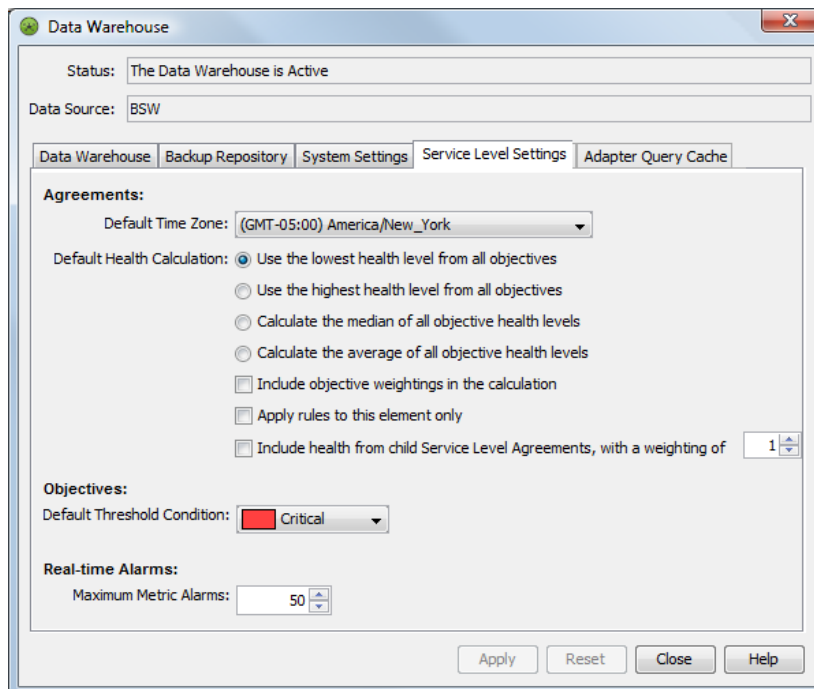 Data Warehouse
Status: The Data Warehouse is Active
Data Source: BSW
Data Warehouse Backup Repository System Settings Service Level Settings Adapter Query Cache
Agreements:
Default Time Zone: (GMT-05:00) America/New_York
Default Health Calculation: Use the lowest health level from all objectives
Use the highest health level from all objectives
Calculate the median of all objective health levels
Calculate the average of all objective health levels
Include objective weightings in the calculation
Apply rules to this element only
Include health from child Service Level Agreements, with a weighting of 1
Objectives:
Default Threshold Condition: Critical
Real-time Alarms:
Maximum Metric Alarms: 50
Apply Reset Close Help